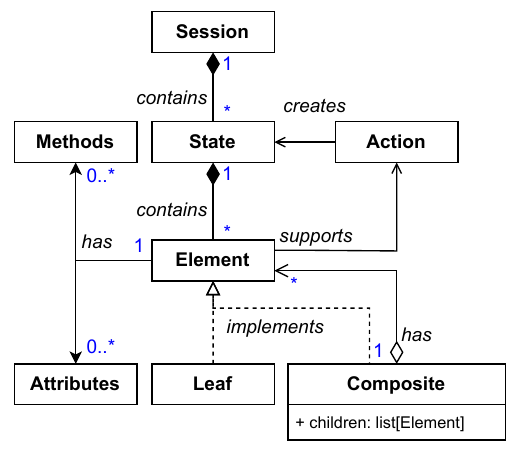 Session
1
contains
*
creates
Methods
State
Action
0..*
1
contains
*
has
1
supports
Element
*
implements
has
0..*
1
Attributes
Leaf
Composite
+ children: list[Element]